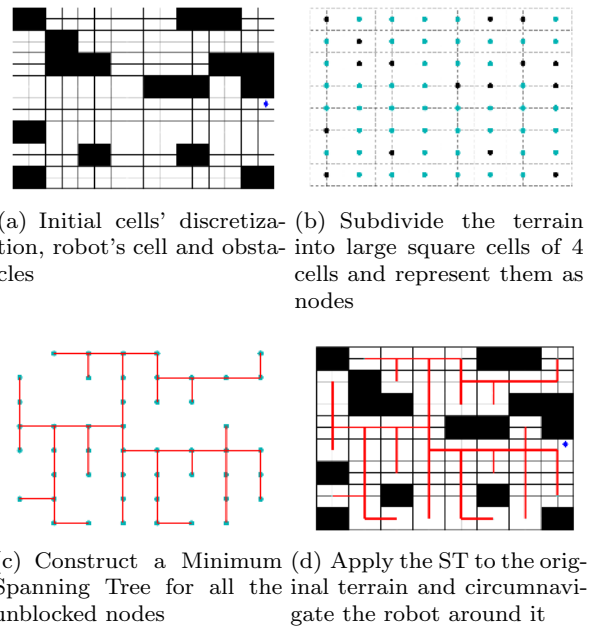 (a) Initial cells' discretiza-
tion, robot's cell and obsta-
cles
(b) Subdivide the terrain
into large square cells of 4
cells and represent them as
nodes
(c) Construct a Minimum
Spanning Tree for all the
unblocked nodes
(d) Apply the ST to the orig-
inal terrain and circumnavi-
gate the robot around it